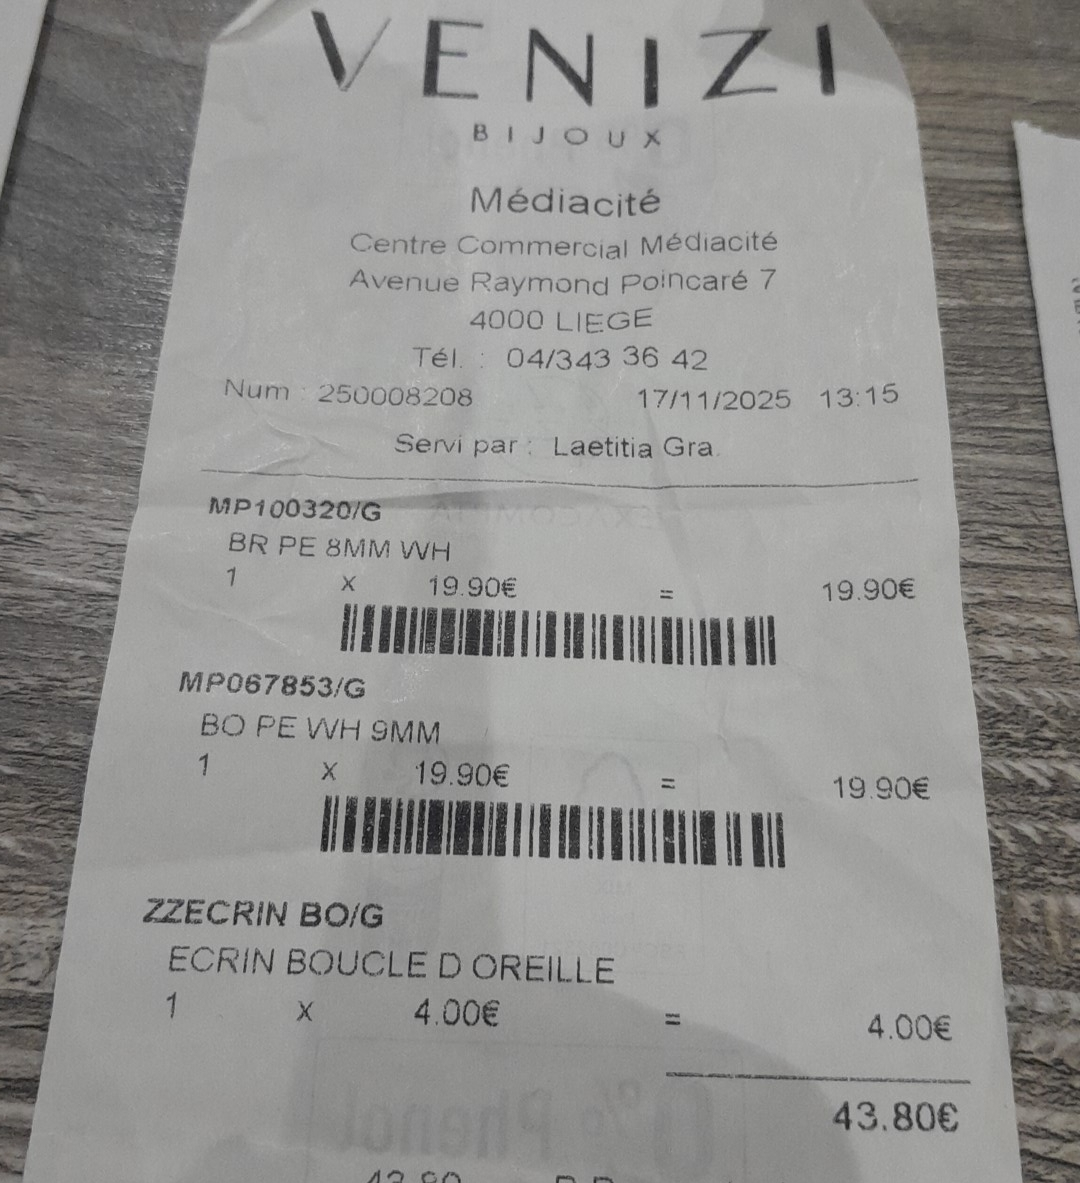 VENIZI
BIJOUX
Médiacité
Centre Commercial Médiacité
Avenue Raymond Poincaré 7
4000 LIEGE
Tél. : 04/343 36 42
Num : 250008208 17/11/2025 13:15
Servi par : Laetitia Gra.
MP100320/G
BR PE 8MM WH
1 x 19.90€ = 19.90€
MP067853/G
BO PE WH 9MM
1 x 19.90€ = 19.90€
ZZECRIN BO/G
ECRIN BOUCLE D OREILLE
1 x 4.00€ = 4.00€
43.80€